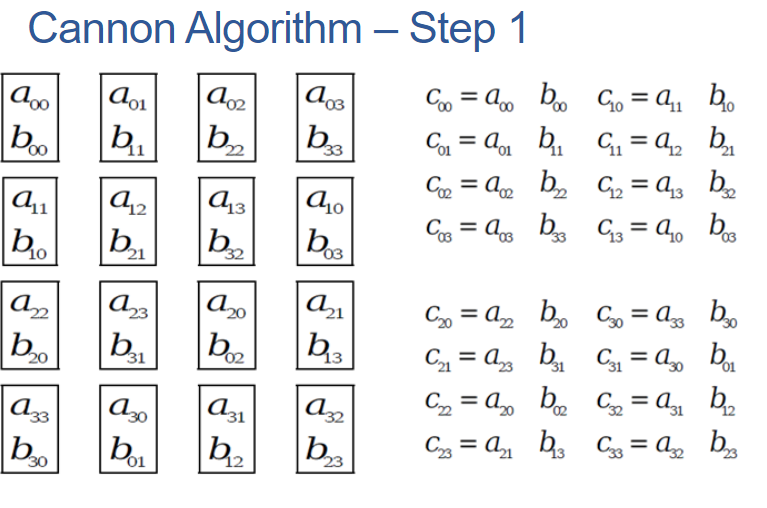 Cannon Algorithm – Step 1
a₀₀ a₀₁ a₀₂ a₀₃
b₀₀ b₁₁ b₂₂ b₃₃
a₁₁ a₁₂ a₁₃ a₁₀
b₁₀ b₂₁ b₃₂ b₀₃
a₂₂ a₂₃ a₂₀ a₂₁
b₂₀ b₃₁ b₀₂ b₁₃
a₃₃ a₃₀ a₃₁ a₃₂
b₃₀ b₀₁ b₁₂ b₂₃
c₀₀ = a₀₀ b₀₀ c₁₀ = a₁₁ b₁₀
c₀₁ = a₀₁ b₁₁ c₁₁ = a₁₂ b₂₁
c₀₂ = a₀₂ b₂₂ c₁₂ = a₁₃ b₃₂
c₀₃ = a₀₃ b₃₃ c₁₃ = a₁₀ b₀₃
c₂₀ = a₂₂ b₂₀ c₃₀ = a₃₃ b₃₀
c₂₁ = a₂₃ b₃₁ c₃₁ = a₃₀ b₀₁
c₂₂ = a₂₀ b₀₂ c₃₂ = a₃₁ b₁₂
c₂₃ = a₂₁ b₁₃ c₃₃ = a₃₂ b₂₃